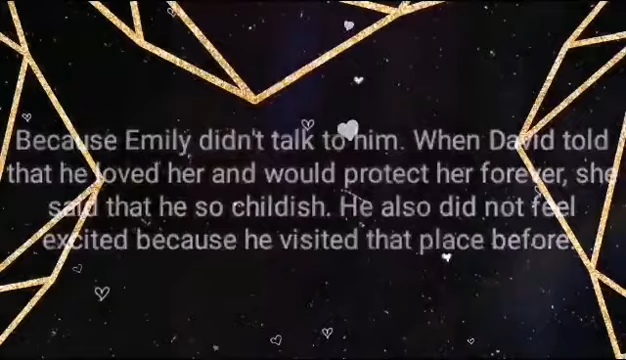 Because Emily didn't talk to him. When David told
that he loved her and would protect her forever, she
said that he so childish. He also did not feel
excited because he visited that place before.